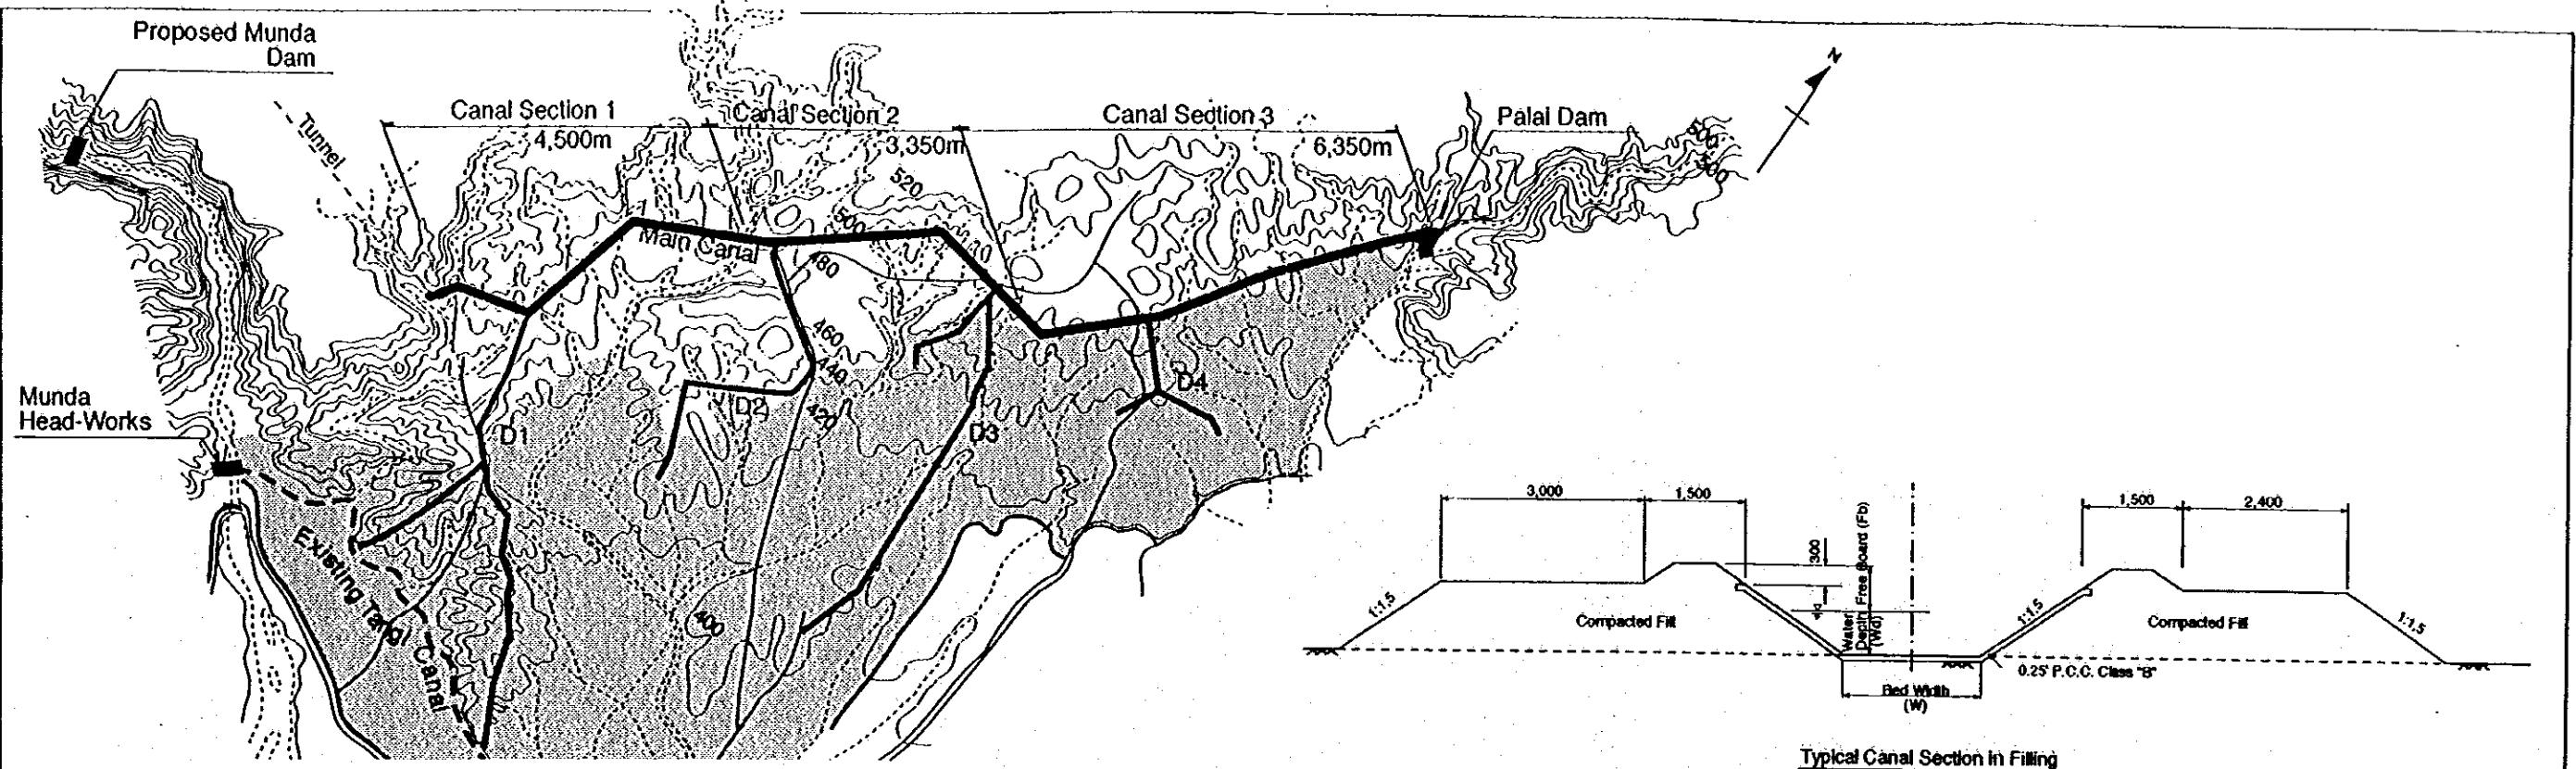 Proposed Munda
Dam
Tunnel
Canal Section 1
4,500m
Canal Section 2
3,350m
Canal Section 3
6,350m
Palai Dam
N
500
500
520
500
Main Canal
480
460
440
420
400
D1
D2
D3
D4
Munda
Head-Works
Existing Tangi Canal
3,000
1,500
1,500
2,400
300
Free Board (Fb)
Water
Depth
(Wd)
1:1.5
1:1.5
1:1.5
Compacted Fill
Compacted Fill
0.25' P.C.C. Class "B"
Bed Width
(W)
Typical Canal Section in Filling